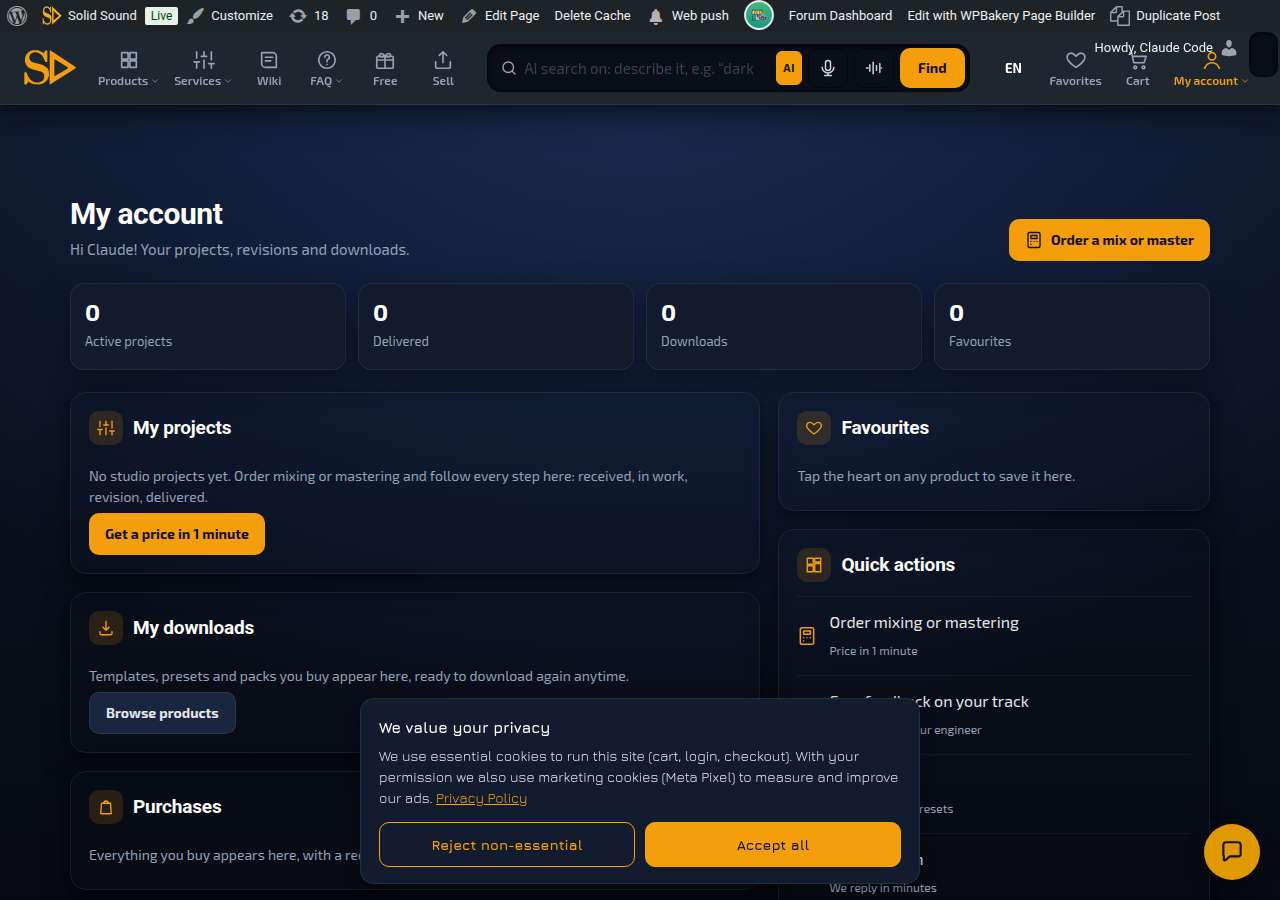 Solid Sound Live Customize 18 0 New Edit Page Delete Cache Web push Forum Dashboard Edit with WPBakery Page Builder Duplicate Post
Howdy, Claude Code
Products Services Wiki FAQ Free Sell
AI search on: describe it, e.g. “dark AI Find EN
Favorites Cart My account
My account
Hi Claude! Your projects, revisions and downloads.
Order a mix or master
0
Active projects
0
Delivered
0
Downloads
0
Favourites
My projects
No studio projects yet. Order mixing or mastering and follow every step here: received, in work,
revision, delivered.
Get a price in 1 minute
Favourites
Tap the heart on any product to save it here.
My downloads
Templates, presets and packs you buy appear here, ready to download again anytime.
Browse products
Quick actions
Order mixing or mastering
Price in 1 minute
on your track
engineer
Purchases
Everything you buy appears here, with a
We reply in minutes
We value your privacy
We use essential cookies to run this site (cart, login, checkout). With your
permission we also use marketing cookies (Meta Pixel) to measure and improve
our ads. Privacy Policy
Reject non-essential
Accept all